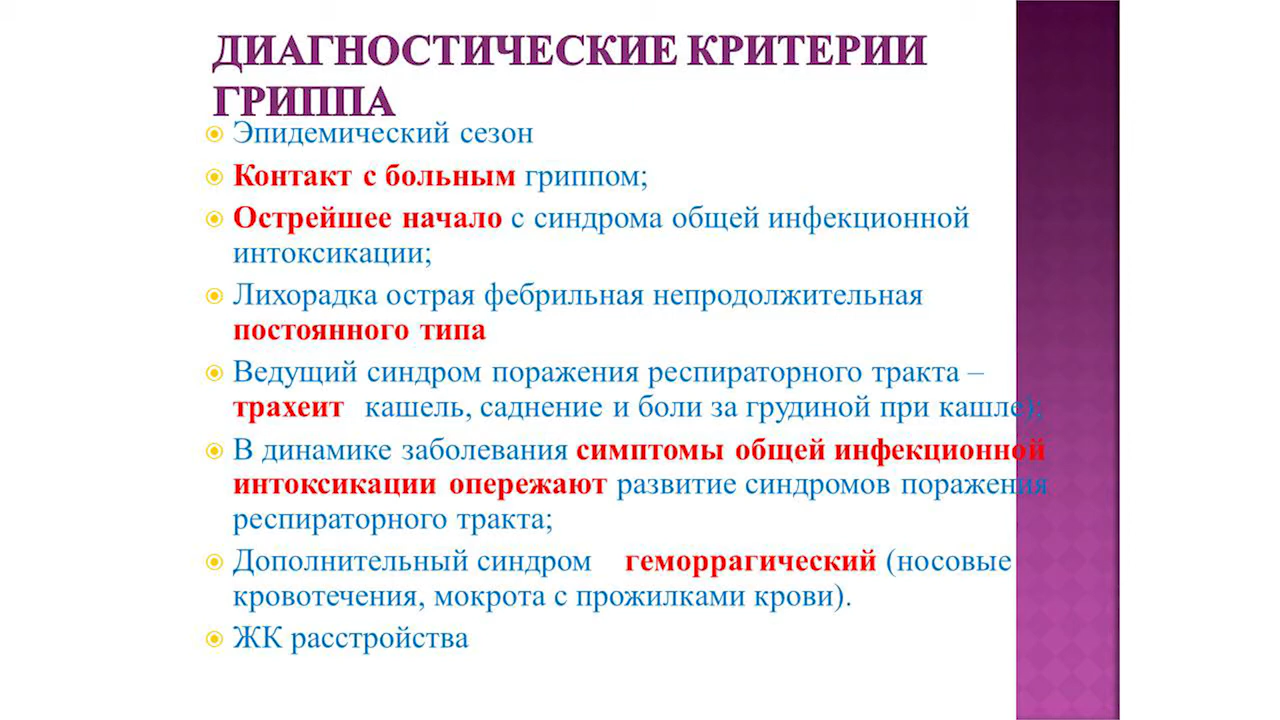 ДИАГНОСТИЧЕСКИЕ КРИТЕРИИ
ГРИППА
Эпидемический сезон
Контакт с больным гриппом;
Острейшее начало с синдрома общей инфекционной
интоксикации;
Лихорадка острая фебрильная непродолжительная
постоянного типа
Ведущий синдром поражения респираторного тракта –
трахеит кашель, саднение и боли за грудиной при кашле);
В динамике заболевания симптомы общей инфекционной
интоксикации опережают развитие синдромов поражения
респираторного тракта;
Дополнительный синдром геморрагический (носовые
кровотечения, мокрота с прожилками крови).
ЖК расстройства